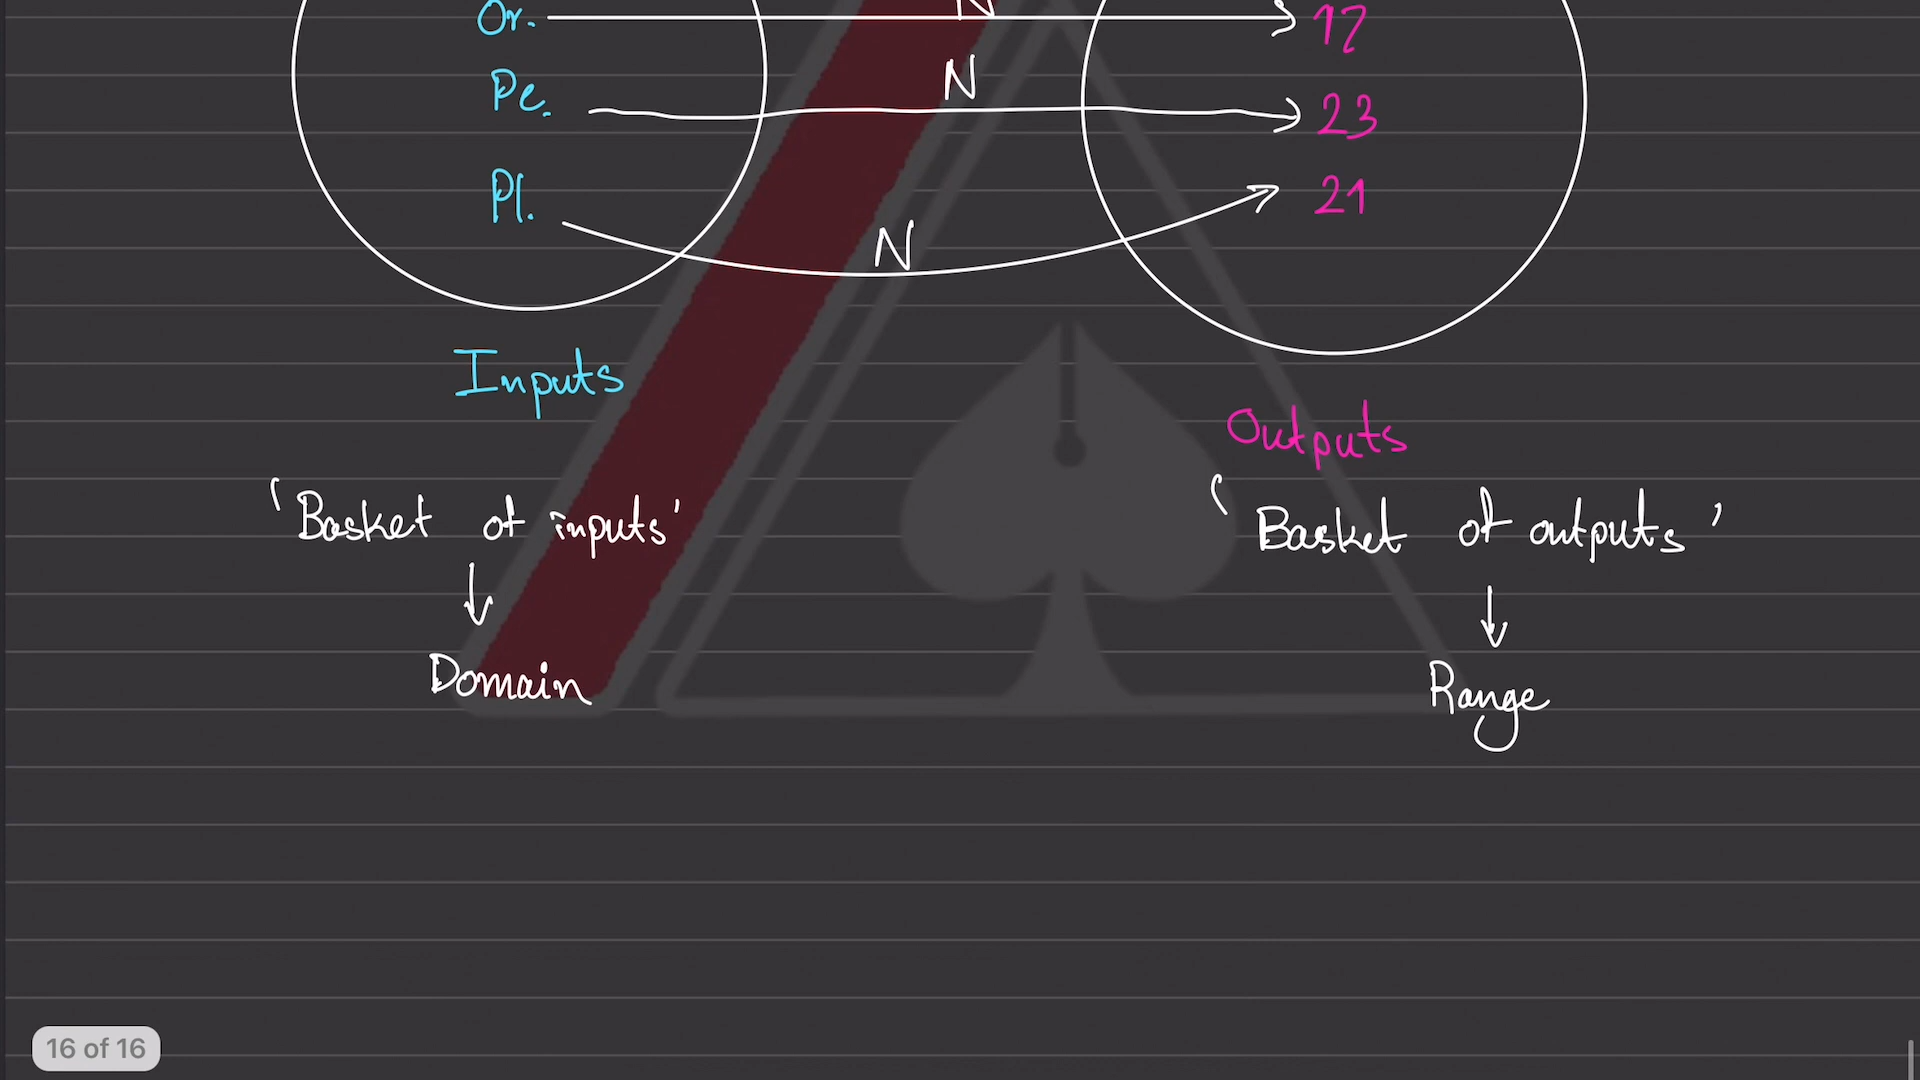 Or. N 17
Pe. N 23
Pl. N 21
Inputs
Outputs
'Basket of inputs'
'Basket of outputs'
Domain
Range
16 of 16